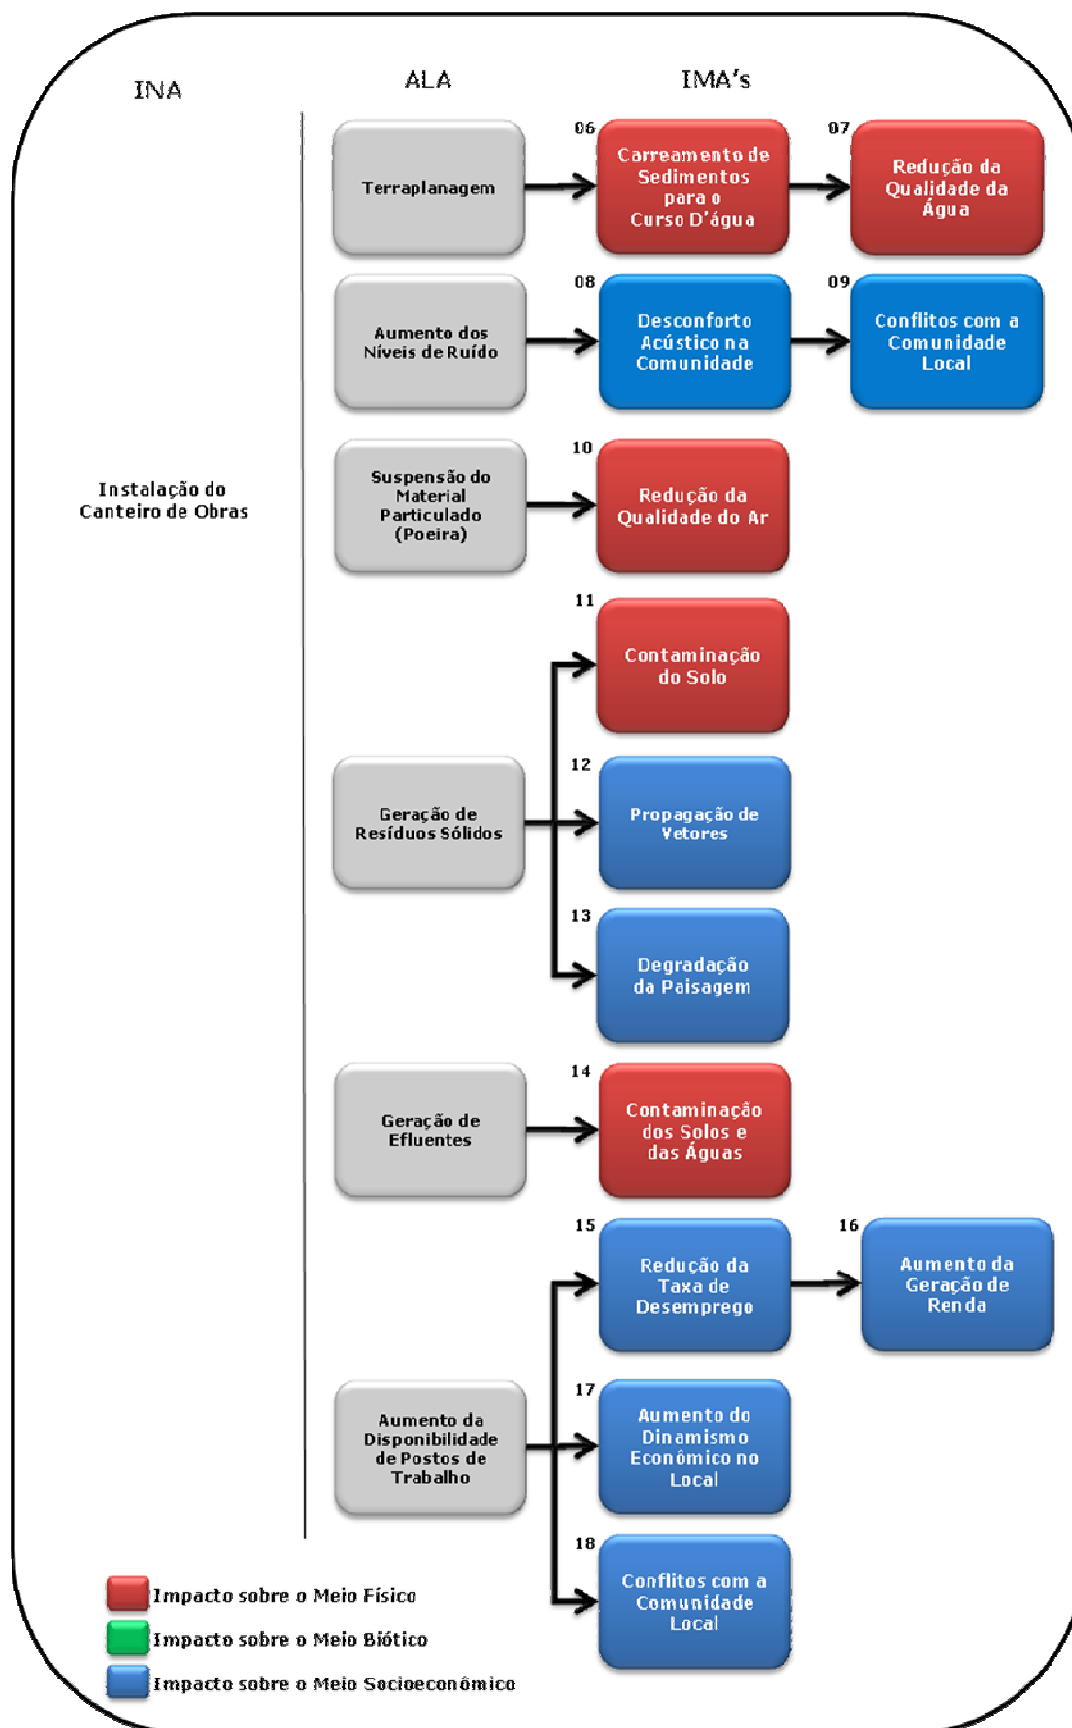 INA
ALA
IMA's
Instalação do
Canteiro de Obras
Terraplanagem
06
Carreamento de
Sedimentos
para o
Curso D'água
07
Redução da
Qualidade da
Água
Aumento dos
Níveis de Ruído
08
Desconforto
Acústico na
Comunidade
09
Conflitos com a
Comunidade
Local
Suspensão do
Material
Particulado
(Poeira)
10
Redução da
Qualidade do Ar
Geração de
Resíduos Sólidos
11
Contaminação
do Solo
12
Propagação de
Vetores
13
Degradação
da Paisagem
Geração de
Efluentes
14
Contaminação
dos Solos e
das Águas
Aumento da
Disponibilidade
de Postos de
Trabalho
15
Redução da
Taxa de
Desemprego
16
Aumento da
Geração de
Renda
17
Aumento do
Dinamismo
Econômico no
Local
18
Conflitos com a
Comunidade
Local
Impacto sobre o Meio Físico
Impacto sobre o Meio Biótico
Impacto sobre o Meio Socioeconômico